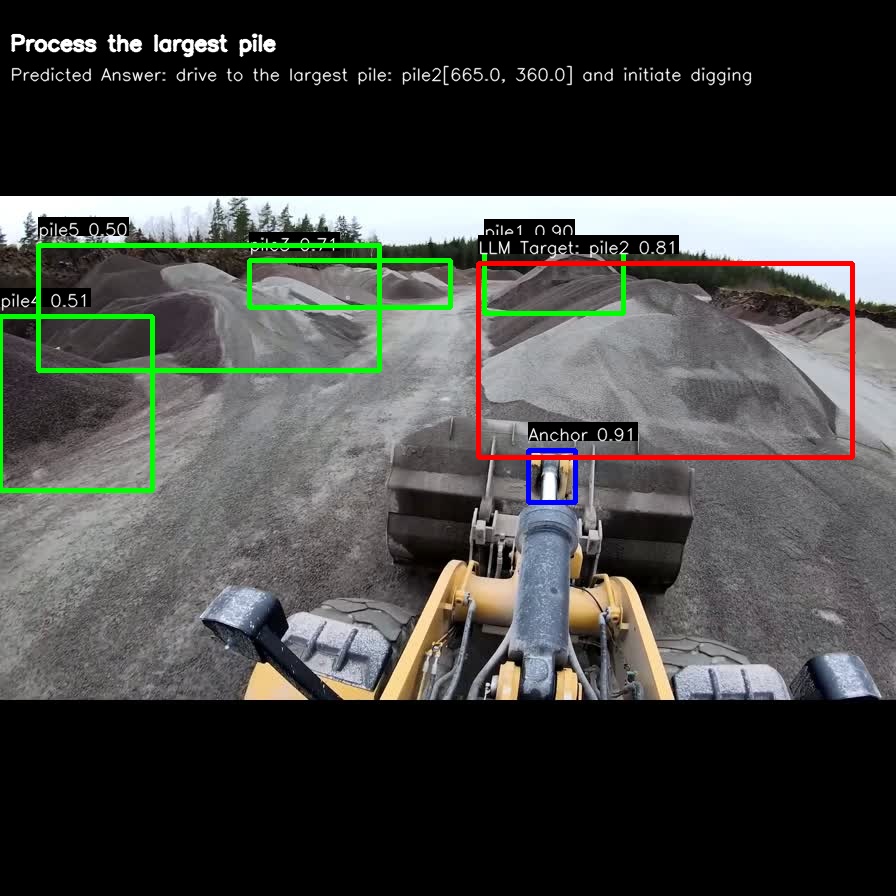 Process the largest pile
Predicted Answer: drive to the largest pile: pile2[665.0, 360.0] and initiate digging
pile5 0.50
pile3 0.71
pile1 0.90
LLM Target: pile2 0.81
pile4 0.51
Anchor 0.91